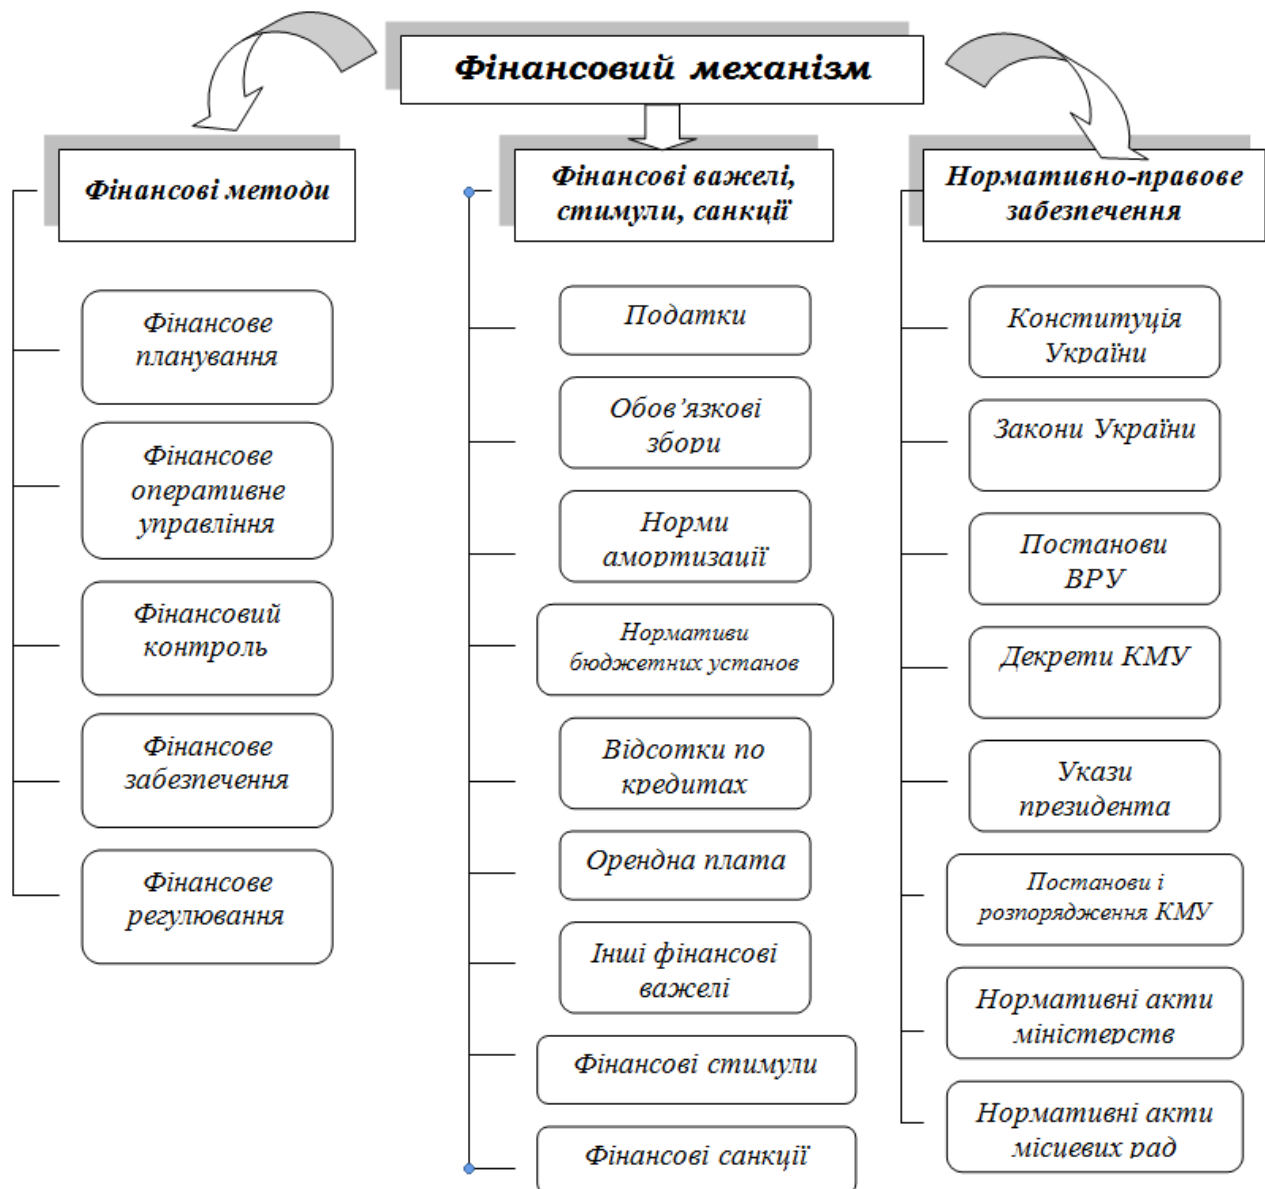 Фінансовий механізм
Фінансові методи
Фінансове
планування
Фінансове
оперативне
управління
Фінансовий
контроль
Фінансове
забезпечення
Фінансове
регулювання
Фінансові важелі,
стимули, санкції
Податки
Обов’язкові
збори
Норми
амортизації
Нормативи
бюджетних установ
Відсотки по
кредитах
Орендна плата
Інші фінансові
важелі
Фінансові стимули
Фінансові санкції
Нормативно-правове
забезпечення
Конституція
України
Закони України
Постанови
ВРУ
Декрети КМУ
Укази
президента
Постанови і
розпорядження КМУ
Нормативні акти
міністерств
Нормативні акти
місцевих рад